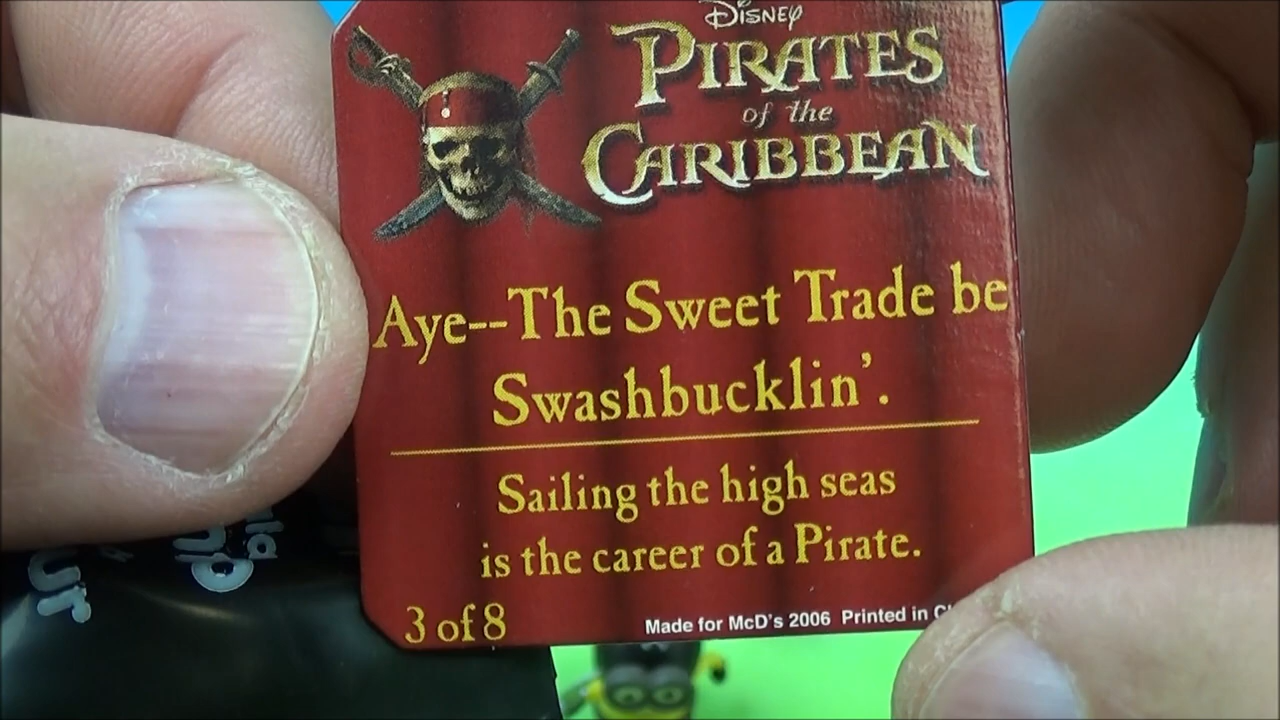 Disney
Pirates
of the
Caribbean
Aye--The Sweet Trade be
Swashbucklin'.
Sailing the high seas
is the career of a Pirate.
3 of 8
Made for McD's 2006 Printed in